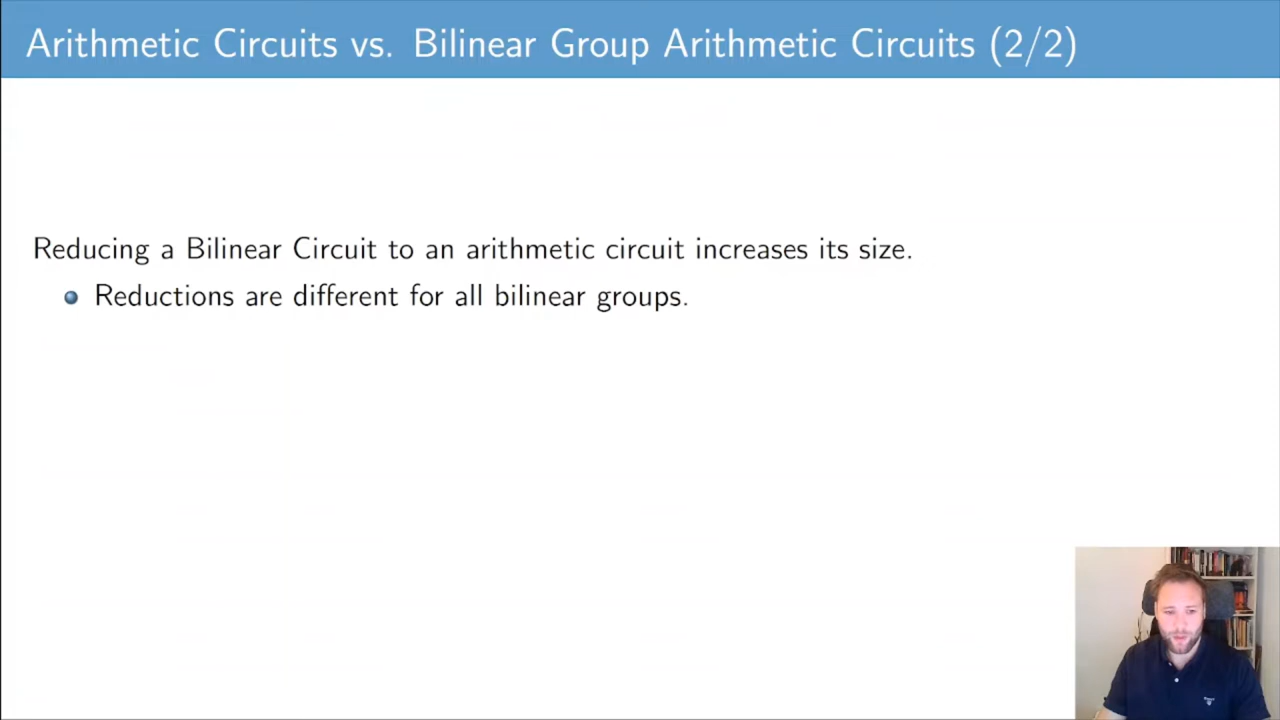 Arithmetic Circuits vs. Bilinear Group Arithmetic Circuits (2/2)
Reducing a Bilinear Circuit to an arithmetic circuit increases its size.
Reductions are different for all bilinear groups.